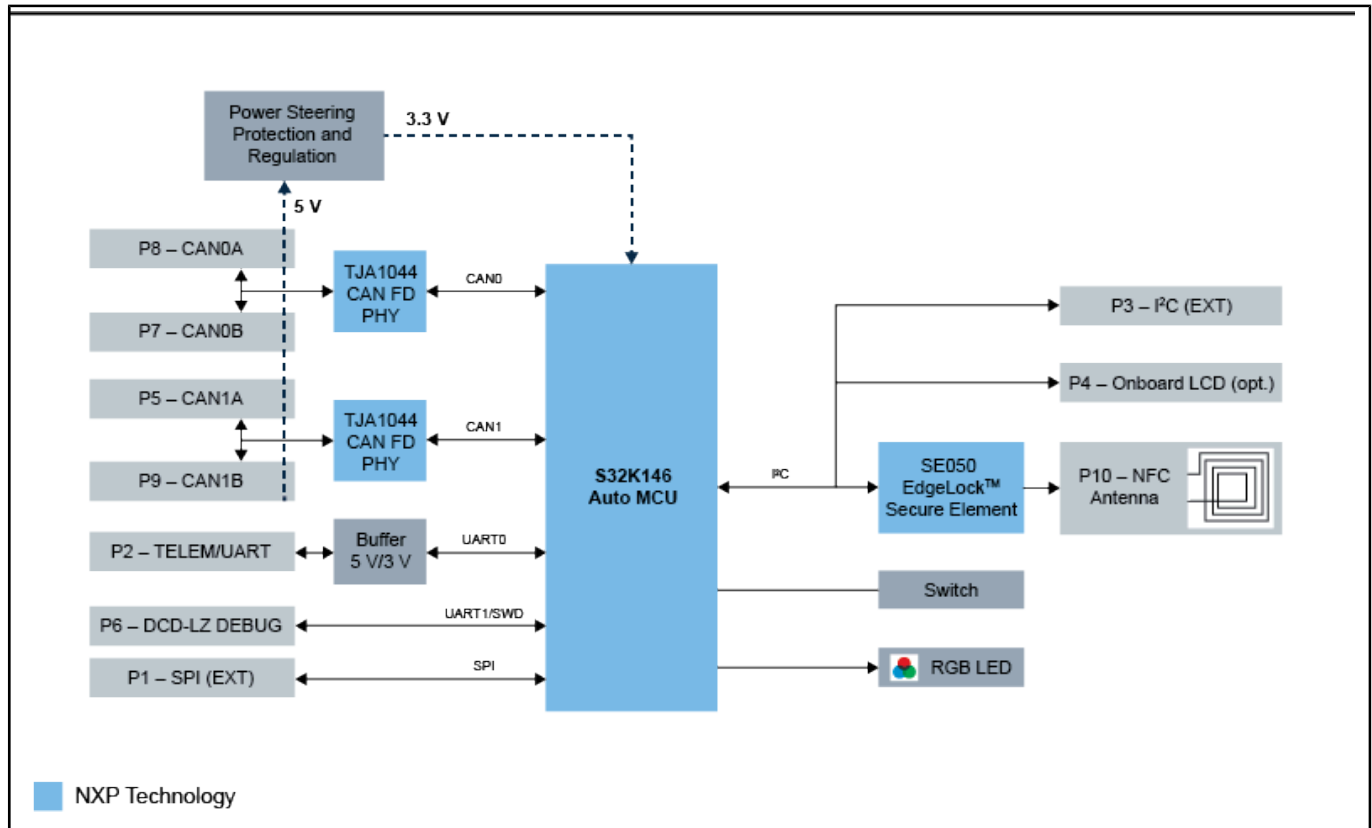 Power Steering
Protection and
Regulation
3.3 V
5 V
P8 – CAN0A
P7 – CAN0B
TJA1044
CAN FD
PHY
CAN0
P5 – CAN1A
P9 – CAN1B
TJA1044
CAN FD
PHY
CAN1
P2 – TELEM/UART
Buffer
5 V/3 V
UART0
P6 – DCD-LZ DEBUG
UART1/SWD
P1 – SPI (EXT)
SPI
S32K146
Auto MCU
I²C
P3 – I²C (EXT)
P4 – Onboard LCD (opt.)
SE050
EdgeLock™
Secure Element
P10 – NFC
Antenna
Switch
RGB LED
NXP Technology